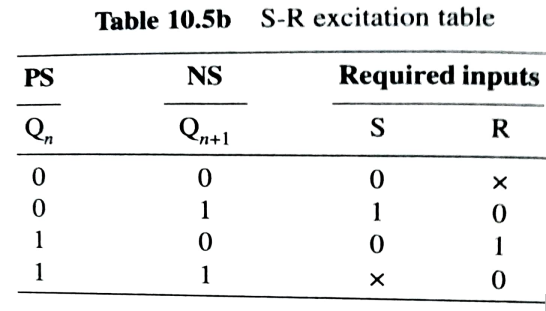 Table 10.5b S-R excitation table
PS NS Required inputs
Qn Qn+1 S R
0 0 0 ×
0 1 1 0
1 0 0 1
1 1 × 0